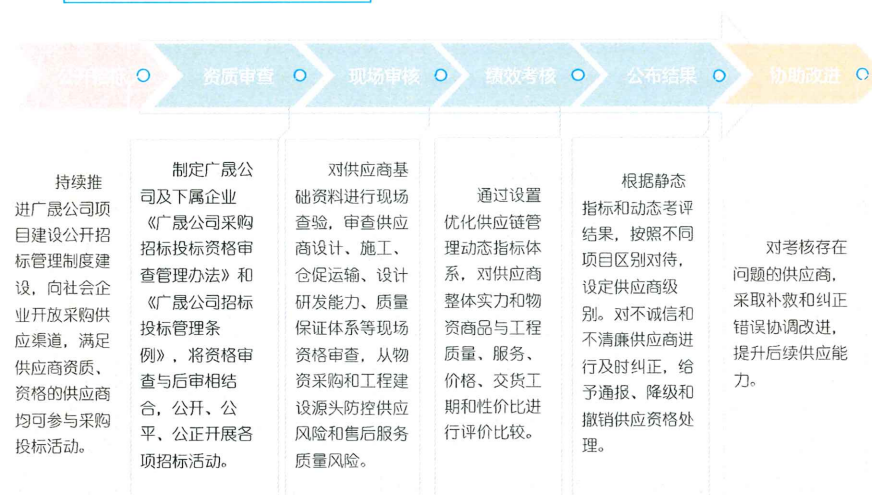 公开招标
资质审查
现场审核
绩效考核
公布结果
协助改进
持续推
进广晟公司项
目建设公开招
标管理制度建
设，向社会企
业开放采购供
应渠道，满足
供应商资质、
资格的供应商
均可参与采购
投标活动。
制定广晟公
司及下属企业
《广晟公司采购
招标投标资格审
查管理办法》和
《广晟公司招标
投标管理条
例》，将资格审
查与后审相结
合，公开、公
平、公正开展各
项招标活动。
对供应商基
础资料进行现场
查验，审查供应
商设计、施工、
仓促运输、设计
研发能力、质量
保证体系等现场
资格审查，从物
资采购和工程建
设源头防控供应
风险和售后服务
质量风险。
通过设置
优化供应链管
理动态指标体
系，对供应商
整体实力和物
资商品与工程
质量、服务、
价格、交货工
期和性价比进
行评价比较。
根据静态
指标和动态考评
结果，按照不同
项目区别对待，
设定供应商级
别。对不诚信和
不清廉供应商进
行及时纠正，给
予通报、降级和
撤销供应资格处
理。
对考核存在
问题的供应商，
采取补救和纠正
错误协调改进，
提升后续供应能
力。